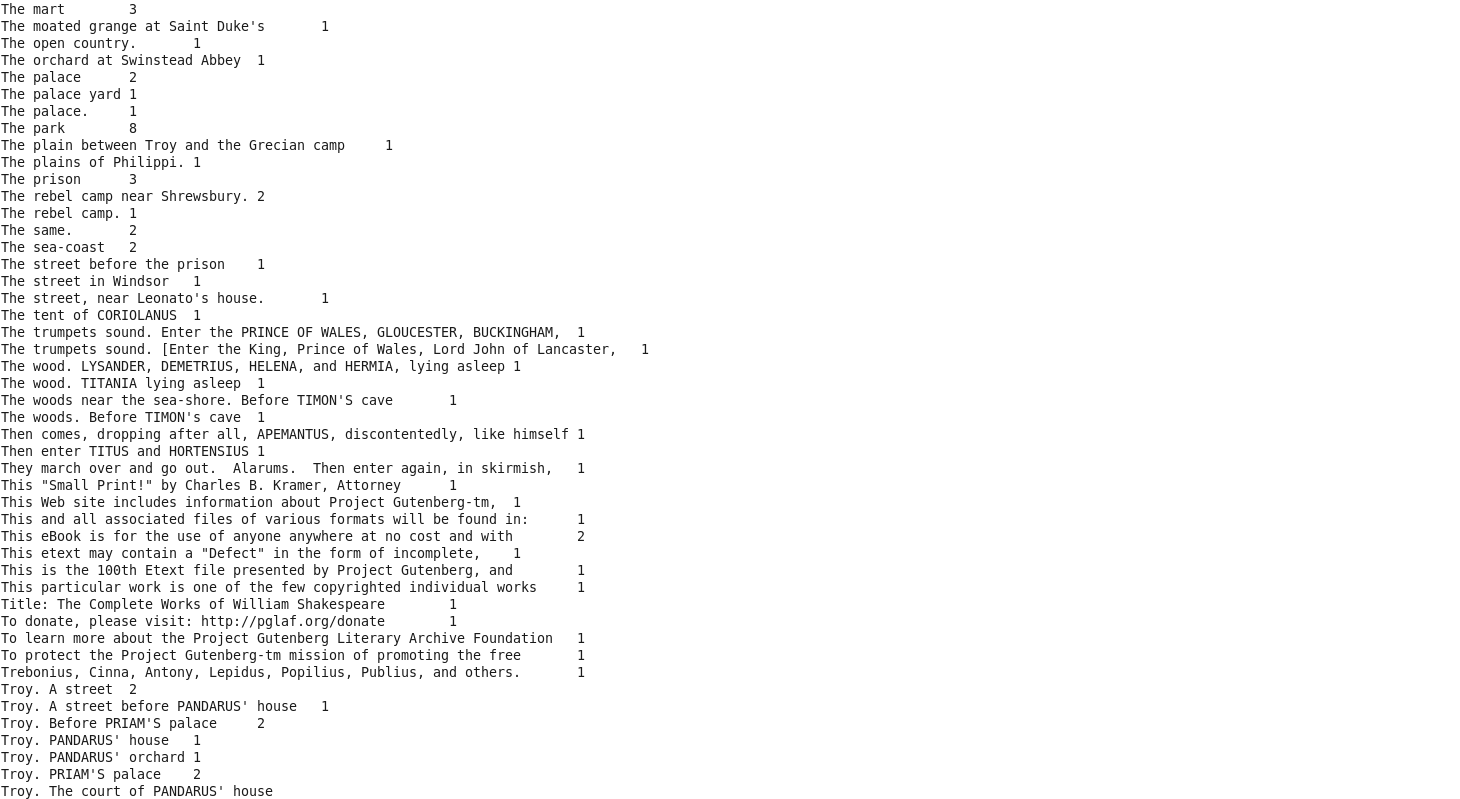 The mart	3
The moated grange at Saint Duke's	1
The open country.	1
The orchard at Swinstead Abbey	1
The palace	2
The palace yard	1
The palace.	1
The park	8
The plain between Troy and the Grecian camp	1
The plains of Philippi.	1
The prison	3
The rebel camp near Shrewsbury.	2
The rebel camp.	1
The same.	2
The sea-coast	2
The street before the prison	1
The street in Windsor	1
The street, near Leonato's house.	1
The tent of CORIOLANUS	1
The trumpets sound. Enter the PRINCE OF WALES, GLOUCESTER, BUCKINGHAM,	1
The trumpets sound. [Enter the King, Prince of Wales, Lord John of Lancaster,	1
The wood. LYSANDER, DEMETRIUS, HELENA, and HERMIA, lying asleep	1
The wood. TITANIA lying asleep	1
The woods near the sea-shore. Before TIMON'S cave	1
The woods. Before TIMON's cave	1
Then comes, dropping after all, APEMANTUS, discontentedly, like himself	1
Then enter TITUS and HORTENSIUS	1
They march over and go out.  Alarums.  Then enter again, in skirmish,	1
This "Small Print!" by Charles B. Kramer, Attorney	1
This Web site includes information about Project Gutenberg-tm,	1
This and all associated files of various formats will be found in:	1
This eBook is for the use of anyone anywhere at no cost and with	2
This etext may contain a "Defect" in the form of incomplete,	1
This is the 100th Etext file presented by Project Gutenberg, and	1
This particular work is one of the few copyrighted individual works	1
Title: The Complete Works of William Shakespeare	1
To donate, please visit: http://pglaf.org/donate	1
To learn more about the Project Gutenberg Literary Archive Foundation	1
To protect the Project Gutenberg-tm mission of promoting the free	1
Trebonius, Cinna, Antony, Lepidus, Popilius, Publius, and others.	1
Troy. A street	2
Troy. A street before PANDARUS' house	1
Troy. Before PRIAM'S palace	2
Troy. PANDARUS' house	1
Troy. PANDARUS' orchard	1
Troy. PRIAM'S palace	2
Troy. The court of PANDARUS' house